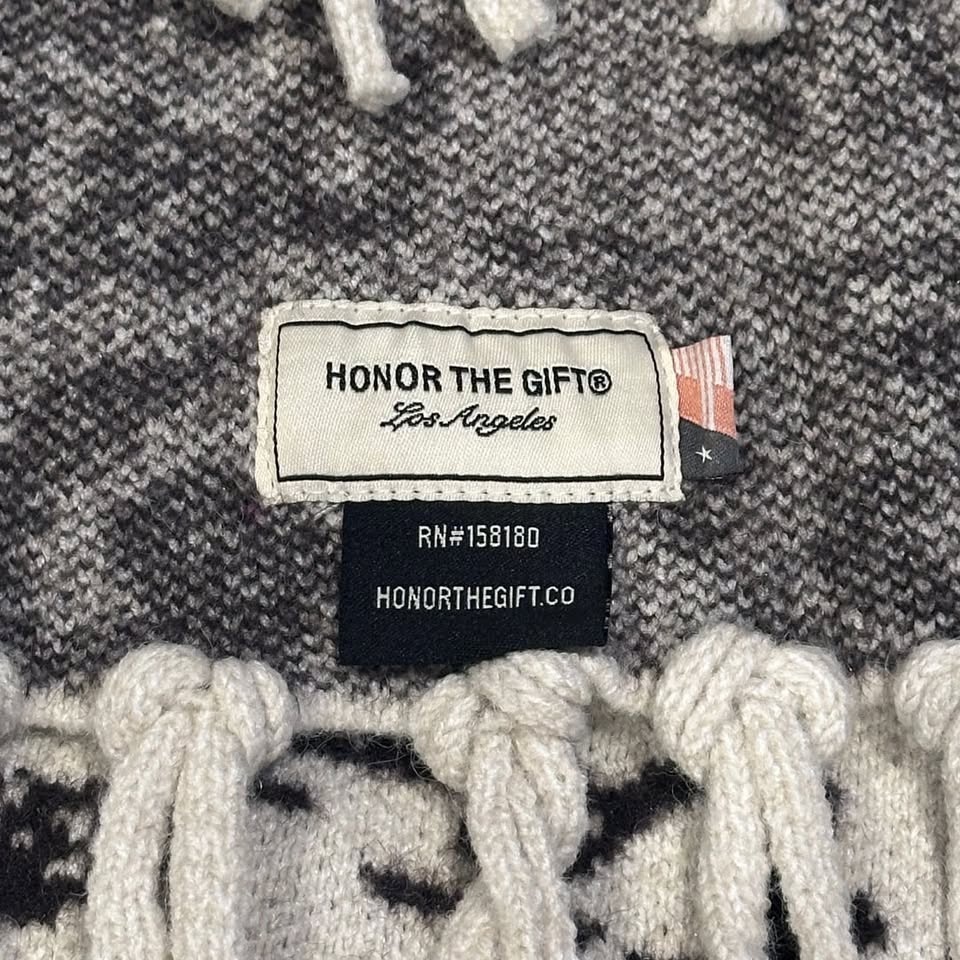 HONOR THE GIFT®
Los Angeles
RN#158180
HONORTHEGIFT.CO